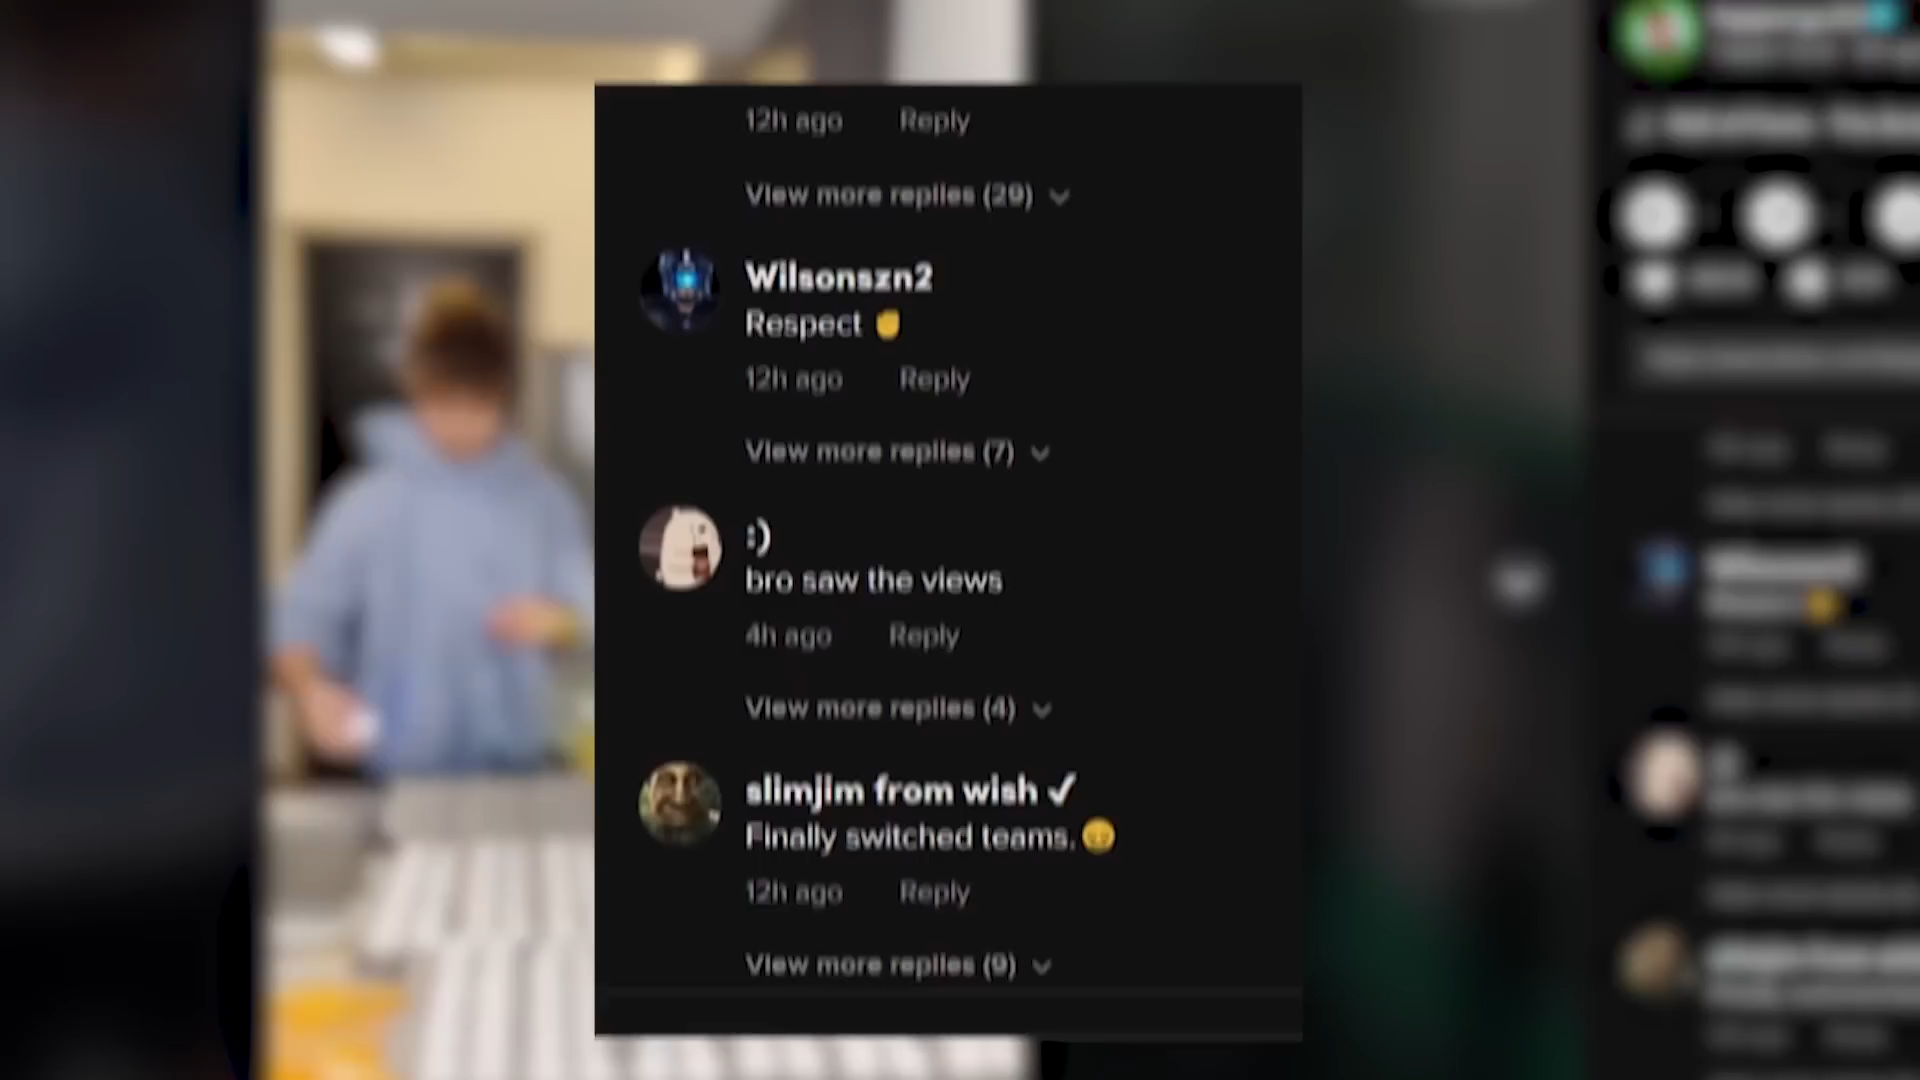 12h ago Reply
View more replies (29)
Wilsonszn2
Respect
12h ago Reply
View more replies (7)
:)
bro saw the views
4h ago Reply
View more replies (4)
slimjim from wish ✓
Finally switched teams.
12h ago Reply
View more replies (9)